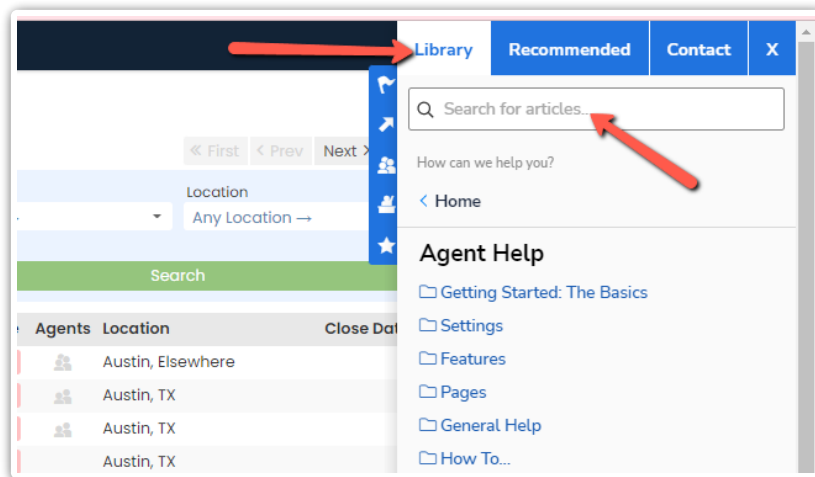 Library Recommended Contact X
Search for articles...
How can we help you?
Home
Agent Help
Getting Started: The Basics
Settings
Features
Pages
General Help
How To...
First Prev Next
Location
Any Location →
Search
Agents Location Close Dat
Austin, Elsewhere
Austin, TX
Austin, TX
Austin, TX